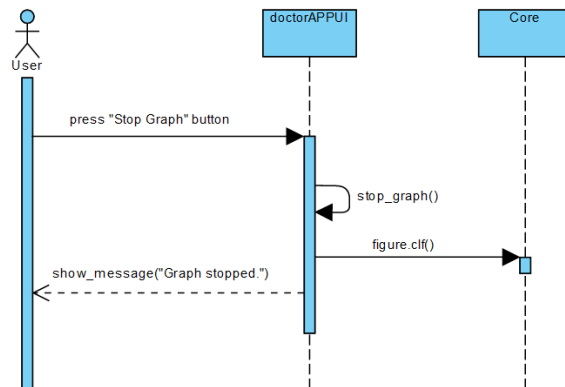 doctorAPPUI
Core
User
press "Stop Graph" button
stop_graph()
figure.clf()
show_message("Graph stopped.")